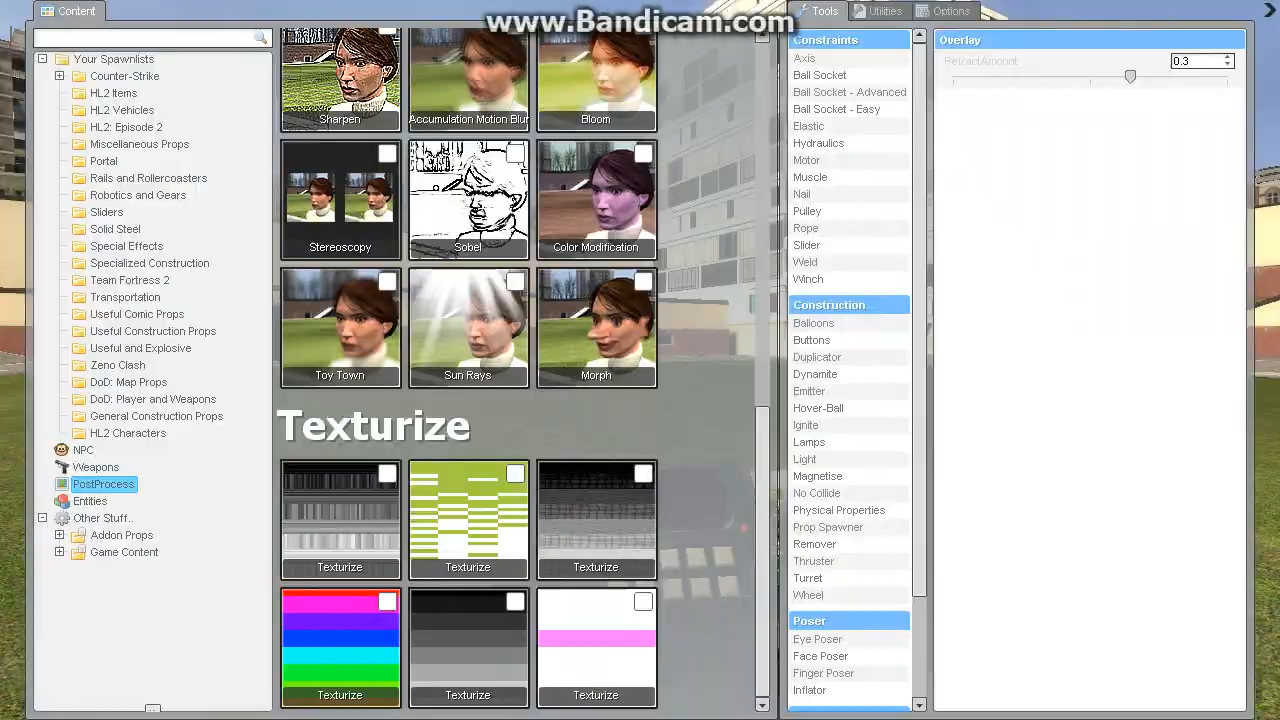 www.Bandicam.com
Content
Tools
Utilities
Options
Your Spawnlists
Counter-Strike
HL2 Items
HL2 Vehicles
HL2: Episode 2
Miscellaneous Props
Portal
Rails and Rollercoasters
Robotics and Gears
Sliders
Solid Steel
Special Effects
Specialized Construction
Team Fortress 2
Transportation
Useful Construction Props
Useful and Explosive
Zeno Clash
DoD: Map Props
DoD: Player and Weapons
General Construction Props
HL2 Characters
NPC
Weapons
PostProcess
Entities
Other Stuff..
Addon Props
Game Content
Sharpen
Accumulation Motion Blur
Bloom
Stereoscopy
Sobel
Color Modification
Toy Town
Sun Rays
Morph
Texturize
Texturize
Texturize
Texturize
Texturize
Texturize
Texturize
Constraints
Axis
Ball Socket
Ball Socket - Advanced
Ball Socket - Easy
Elastic
Hydraulics
Motor
Muscle
Nail
Pulley
Rope
Slider
Weld
Winch
Construction
Balloons
Buttons
Duplicator
Dynamite
Emitter
Hover-Ball
Ignite
Lamps
Light
Magnetise
No Collide
Physical Properties
Prop Spawner
Remover
Thruster
Turret
Wheel
Poser
Eye Poser
Face Poser
Finger Poser
Inflator
Overlay
RefractAmount
0.3